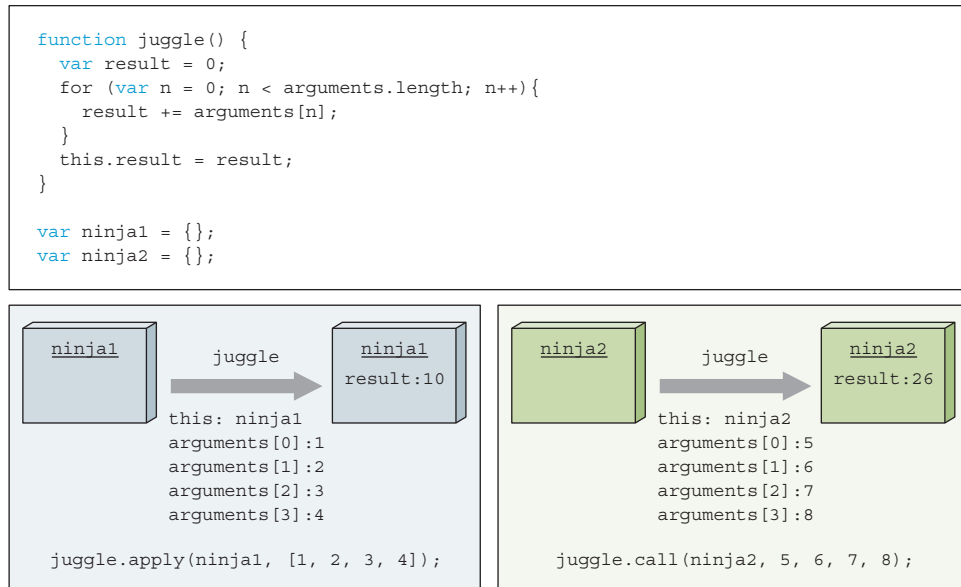 function juggle() {
  var result = 0;
  for (var n = 0; n < arguments.length; n++){
    result += arguments[n];
  }
  this.result = result;
}

var ninja1 = {};
var ninja2 = {};

ninja1
juggle
ninja1
result:10
this: ninja1
arguments[0]:1
arguments[1]:2
arguments[2]:3
arguments[3]:4
juggle.apply(ninja1, [1, 2, 3, 4]);

ninja2
juggle
ninja2
result:26
this: ninja2
arguments[0]:5
arguments[1]:6
arguments[2]:7
arguments[3]:8
juggle.call(ninja2, 5, 6, 7, 8);